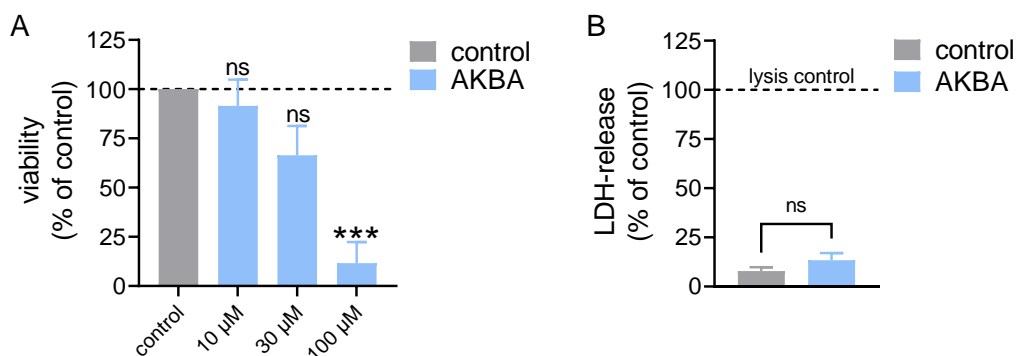 A
viability
(% of control)
125
100
75
50
25
0
ns
ns
***
control
10 µM
30 µM
100 µM
control
AKBA
B
LDH-release
(% of control)
125
100
75
50
25
0
lysis control
ns
control
AKBA